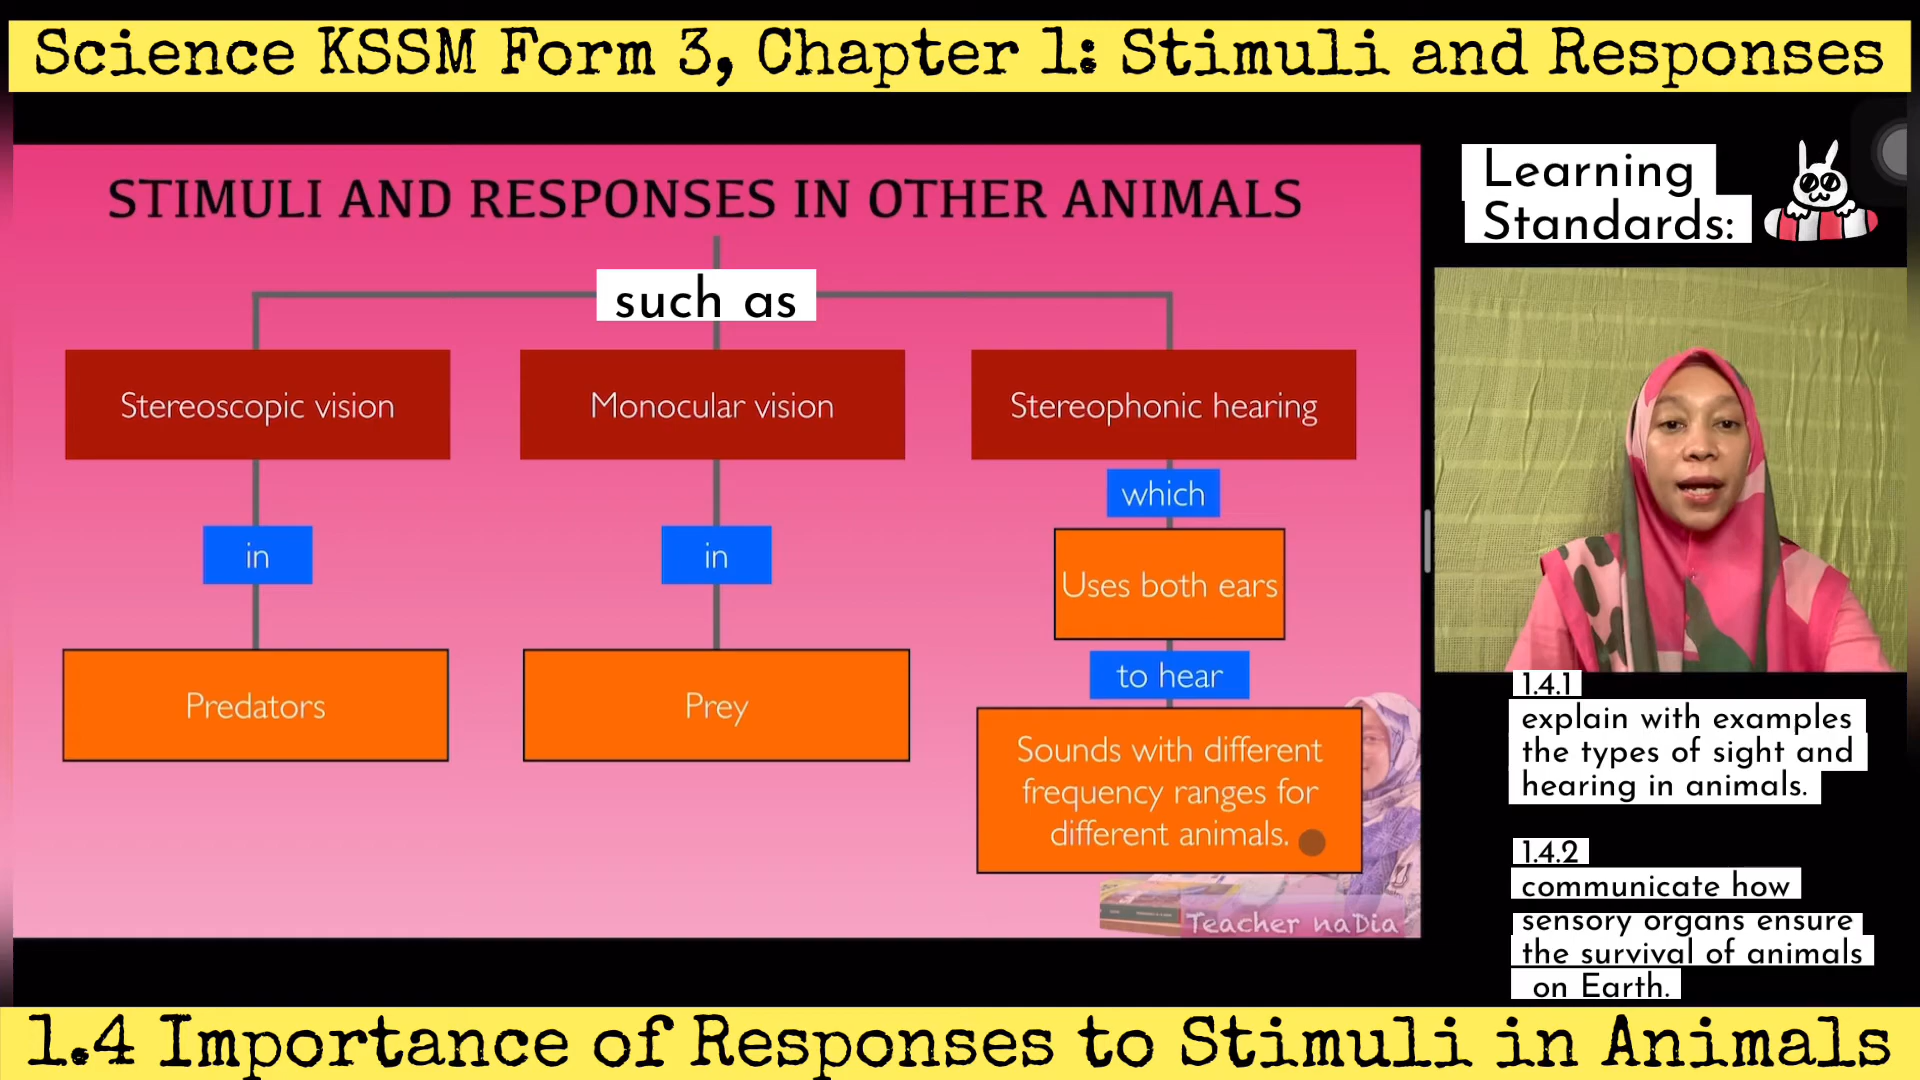 Science KSSM Form 3, Chapter 1: Stimuli and Responses
STIMULI AND RESPONSES IN OTHER ANIMALS
such as
Stereoscopic vision
Monocular vision
Stereophonic hearing
in
in
which
Uses both ears
to hear
Predators
Prey
Sounds with different
frequency ranges for
different animals.
Teacher naDia
Learning
Standards:
1.4.1
explain with examples
the types of sight and
hearing in animals.
1.4.2
communicate how
sensory organs ensure
the survival of animals
on Earth.
1.4 Importance of Responses to Stimuli in Animals